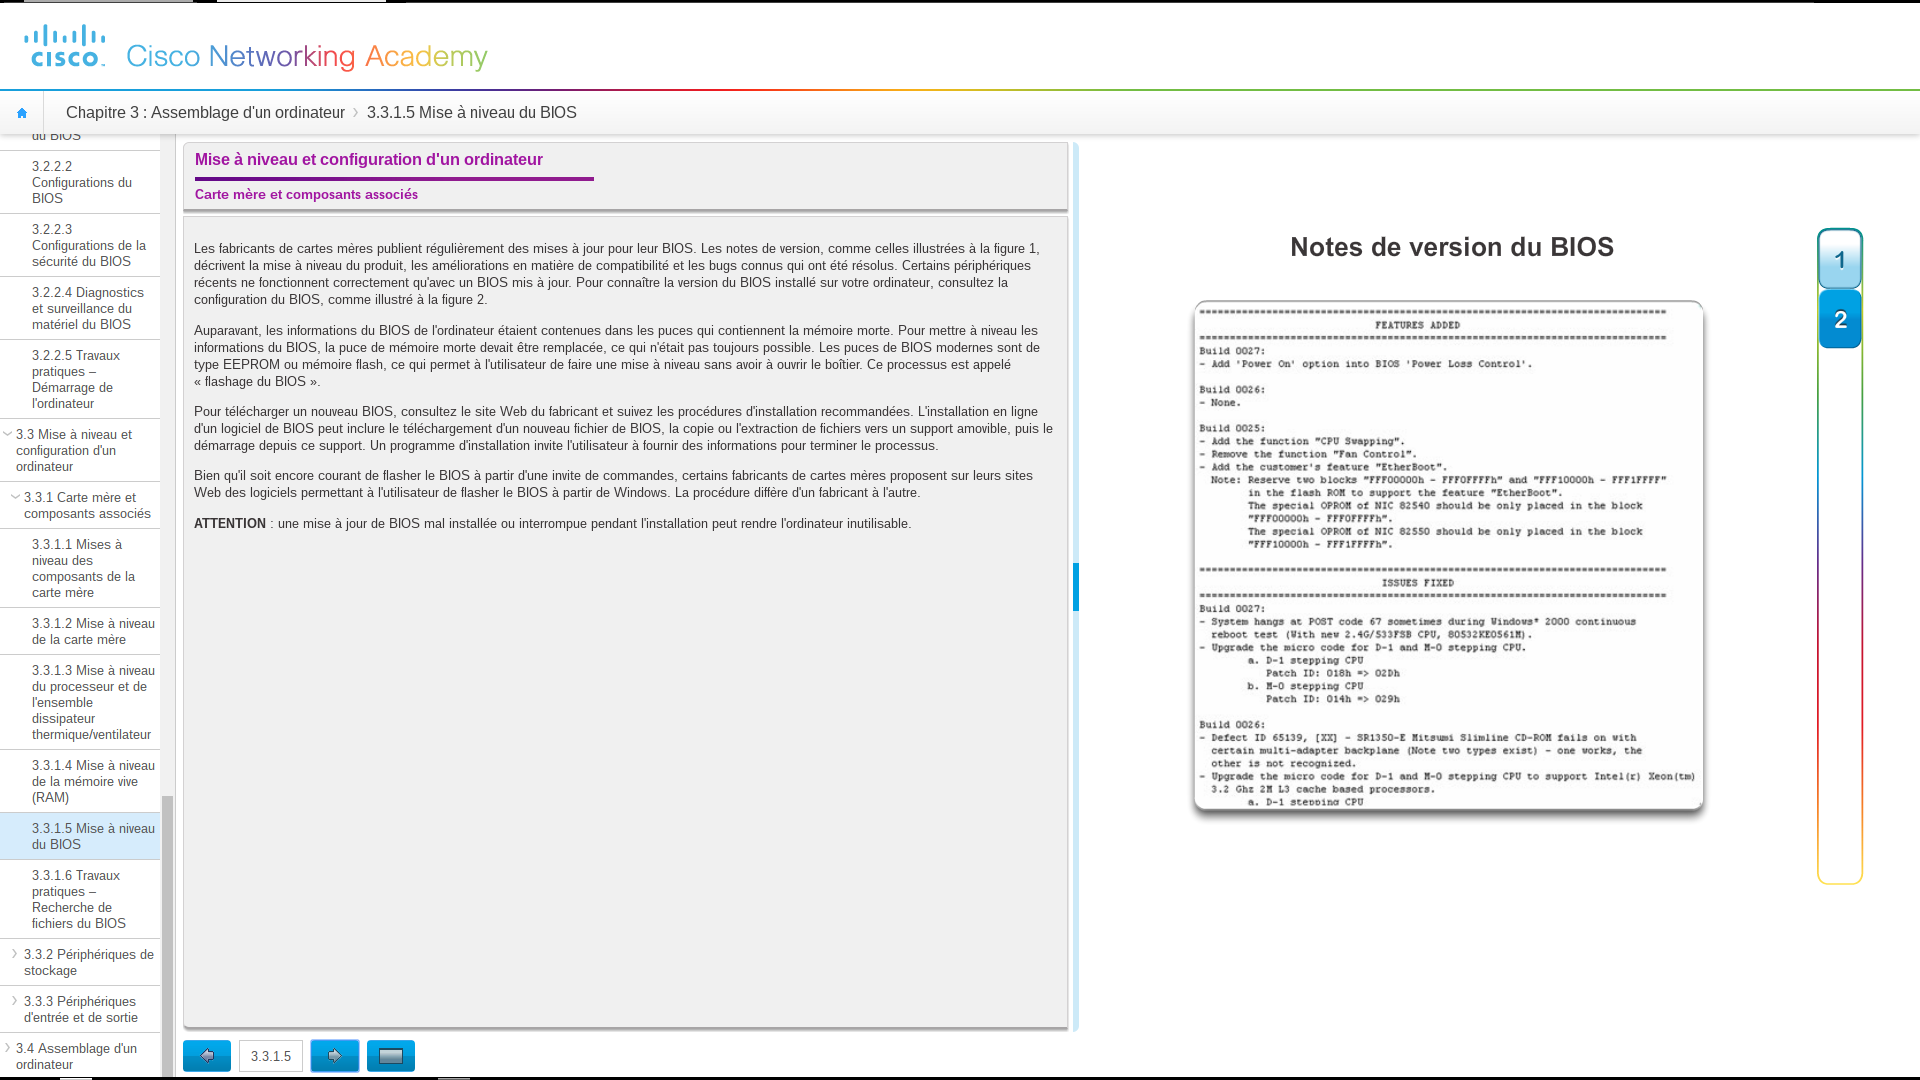 cisco
Cisco Networking Academy
Chapitre 3 : Assemblage d'un ordinateur
3.3.1.5 Mise à niveau du BIOS
du BIOS
3.2.2.2
Configurations du
BIOS
3.2.2.3
Configurations de la
sécurité du BIOS
3.2.2.4 Diagnostics
et surveillance du
matériel du BIOS
3.2.2.5 Travaux
pratiques –
Démarrage de
l'ordinateur
3.3 Mise à niveau et
configuration d'un
ordinateur
3.3.1 Carte mère et
composants associés
3.3.1.1 Mises à
niveau des
composants de la
carte mère
3.3.1.2 Mise à niveau
de la carte mère
3.3.1.3 Mise à niveau
du processeur et de
l'ensemble
dissipateur
thermique/ventilateur
3.3.1.4 Mise à niveau
de la mémoire vive
(RAM)
3.3.1.5 Mise à niveau
du BIOS
3.3.1.6 Travaux
pratiques –
Recherche de
fichiers du BIOS
3.3.2 Périphériques de
stockage
3.3.3 Périphériques
d'entrée et de sortie
3.4 Assemblage d'un
ordinateur
Mise à niveau et configuration d'un ordinateur
Carte mère et composants associés
Les fabricants de cartes mères publient régulièrement des mises à jour pour leur BIOS. Les notes de version, comme celles illustrées à la figure 1,
décrivent la mise à niveau du produit, les améliorations en matière de compatibilité et les bugs connus qui ont été résolus. Certains périphériques
récents ne fonctionnent correctement qu'avec un BIOS mis à jour. Pour connaître la version du BIOS installé sur votre ordinateur, consultez la
configuration du BIOS, comme illustré à la figure 2.
Auparavant, les informations du BIOS de l'ordinateur étaient contenues dans les puces qui contiennent la mémoire morte. Pour mettre à niveau les
informations du BIOS, la puce de mémoire morte devait être remplacée, ce qui n'était pas toujours possible. Les puces de BIOS modernes sont de
type EEPROM ou mémoire flash, ce qui permet à l'utilisateur de faire une mise à niveau sans avoir à ouvrir le boîtier. Ce processus est appelé
« flashage du BIOS ».
Pour télécharger un nouveau BIOS, consultez le site Web du fabricant et suivez les procédures d'installation recommandées. L'installation en ligne
d'un logiciel de BIOS peut inclure le téléchargement d'un nouveau fichier de BIOS, la copie ou l'extraction de fichiers vers un support amovible, puis le
démarrage depuis ce support. Un programme d'installation invite l'utilisateur à fournir des informations pour terminer le processus.
Bien qu'il soit encore courant de flasher le BIOS à partir d'une invite de commandes, certains fabricants de cartes mères proposent sur leurs sites
Web des logiciels permettant à l'utilisateur de flasher le BIOS à partir de Windows. La procédure diffère d'un fabricant à l'autre.
ATTENTION : une mise à jour de BIOS mal installée ou interrompue pendant l'installation peut rendre l'ordinateur inutilisable.
3.3.1.5
Notes de version du BIOS
FEATURES ADDED
Build 0027:
- Add 'Power On' option into BIOS 'Power Loss Control'.
Build 0026:
- None.
Build 0025:
- Add the function "CPU Swapping".
- Remove the function "Fan Control".
- Add the customer's feature "EtherBoot".
Note: Reserve two blocks "FFF00000h - FFF0FFFFh" and "FFF10000h - FFF1FFFF"
in the flash ROM to support the feature "EtherBoot".
The special OPROM of NIC 82540 should be only placed in the block
"FFF00000h - FFF0FFFFh".
The special OPROM of NIC 82550 should be only placed in the block
"FFF10000h - FFF1FFFFh".
ISSUES FIXED
Build 0027:
- System hangs at POST code 67 sometimes during Windows* 2000 continuous
reboot test (With new 2.4G/533FSB CPU, 80532KE0561M).
- Upgrade the micro code for D-1 and M-0 stepping CPU.
a. D-1 stepping CPU
Patch ID: 018h => 02Dh
b. M-0 stepping CPU
Patch ID: 014h => 029h
Build 0026:
- Defect ID 65139, [XX] - SR1350-E Mitsumi Slimline CD-ROM fails on with
certain multi-adapter backplane (Note two types exist) - one works, the
other is not recognized.
- Upgrade the micro code for D-1 and M-0 stepping CPU to support Intel(r) Xeon(tm)
3.2 Ghz 2M L3 cache based processors.
a. D-1 stepping CPU
1
2